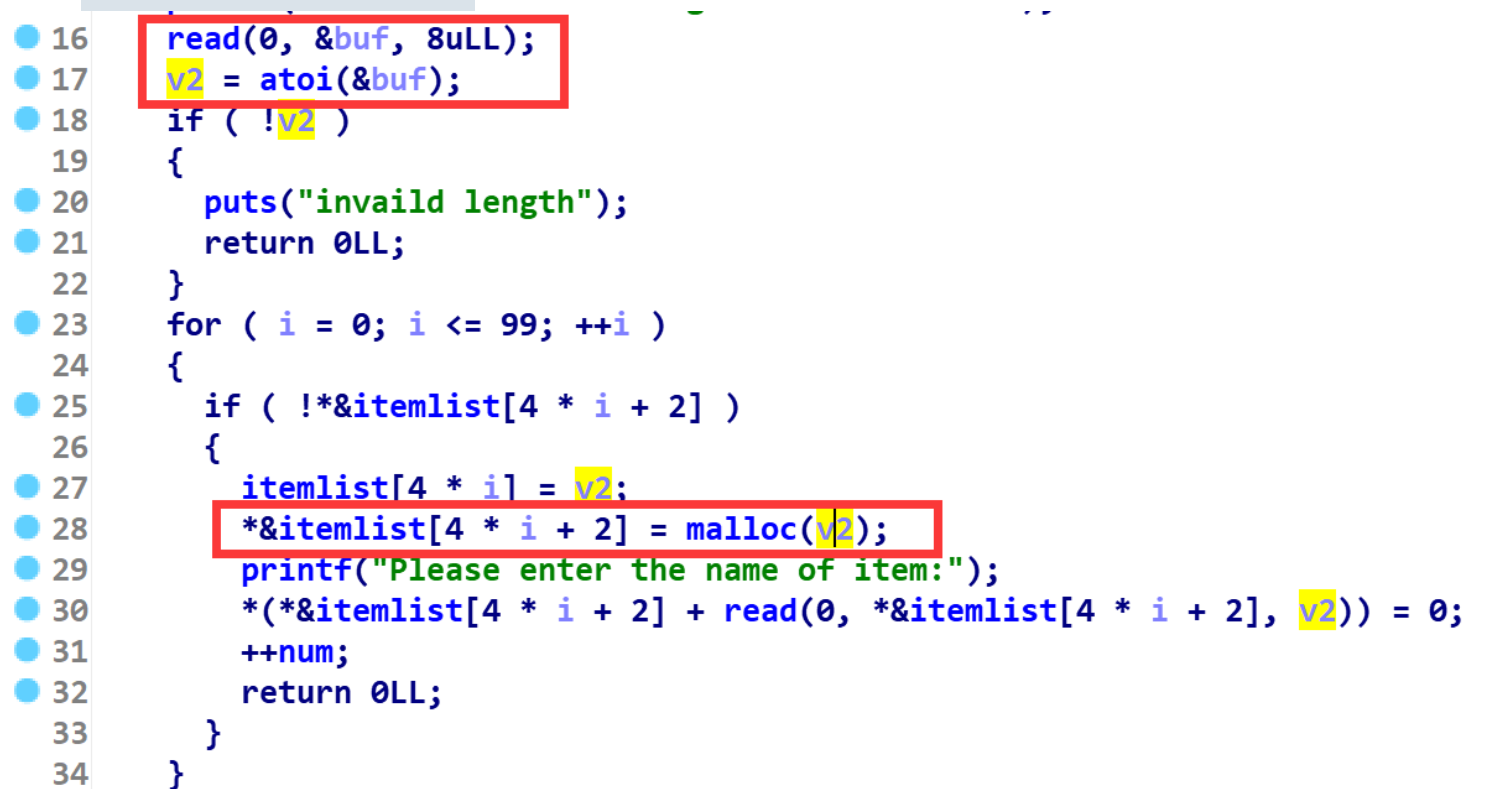 16 read(0, &buf, 8uLL);
17 v2 = atoi(&buf);
18 if ( !v2 )
19 {
20 puts("invaild length");
21 return 0LL;
22 }
23 for ( i = 0; i <= 99; ++i )
24 {
25 if ( !*&itemlist[4 * i + 2] )
26 {
27 itemlist[4 * i] = v2;
28 *&itemlist[4 * i + 2] = malloc(v2);
29 printf("Please enter the name of item:");
30 *(*&itemlist[4 * i + 2] + read(0, *&itemlist[4 * i + 2], v2)) = 0;
31 ++num;
32 return 0LL;
33 }
34 }